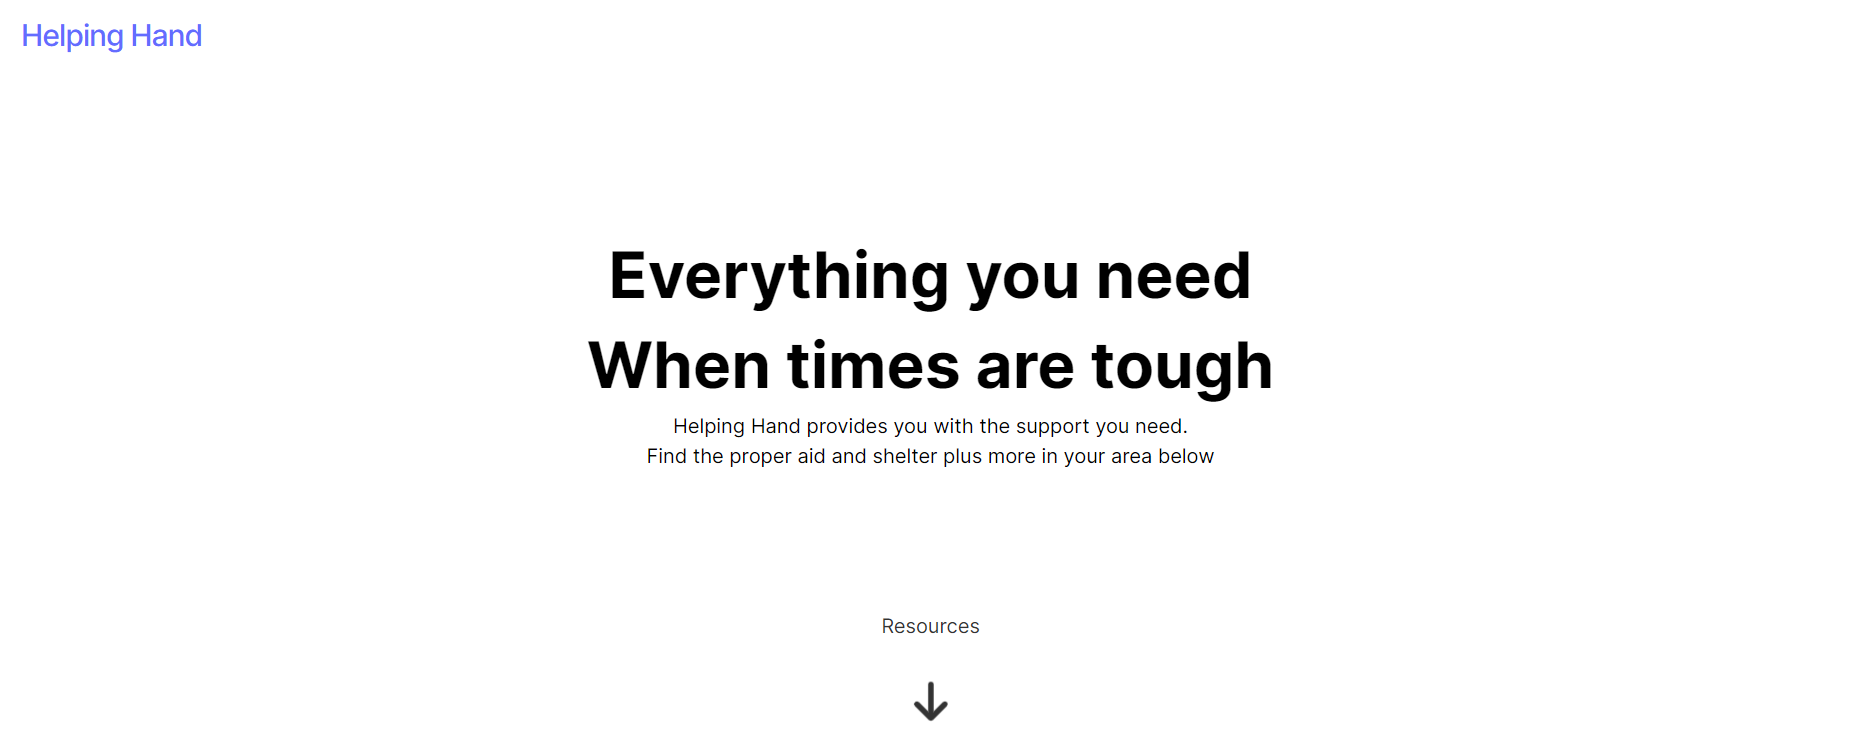 Helping Hand
Everything you need
When times are tough
Helping Hand provides you with the support you need.
Find the proper aid and shelter plus more in your area below
Resources